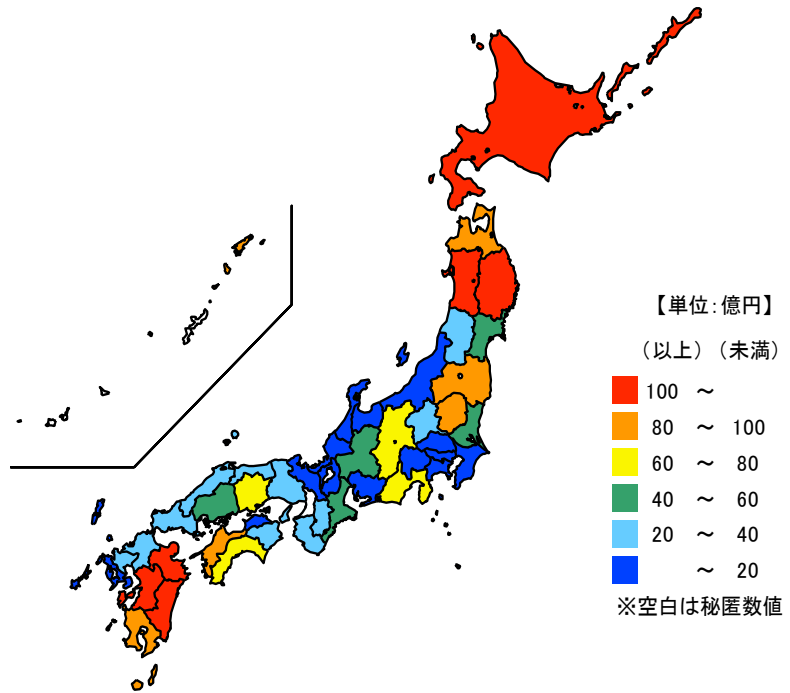 【単位:億円】
（以上）（未満）
100 ～
80 ～ 100
60 ～ 80
40 ～ 60
20 ～ 40
～ 20
※空白は秘匿数値